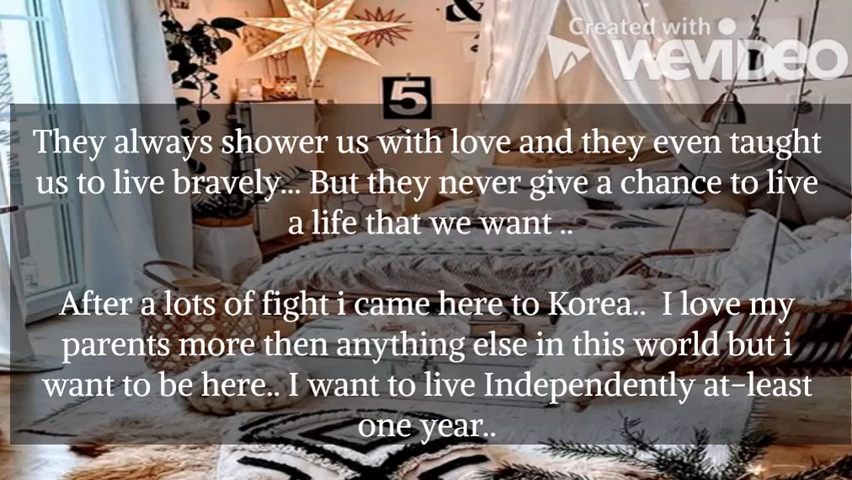 &
Created with
WEVIDEO
5
They always shower us with love and they even taught
us to live bravely... But they never give a chance to live
a life that we want ..
After a lots of fight i came here to Korea.. I love my
parents more then anything else in this world but i
want to be here.. I want to live Independently at-least
one year..